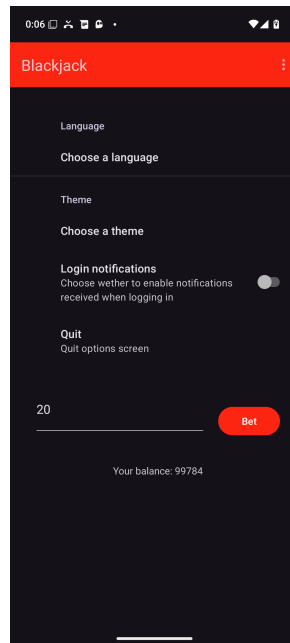 0:06
Blackjack
Language
Choose a language
Theme
Choose a theme
Login notifications
Choose wether to enable notifications
received when logging in
Quit
Quit options screen
20
Bet
Your balance: 99784